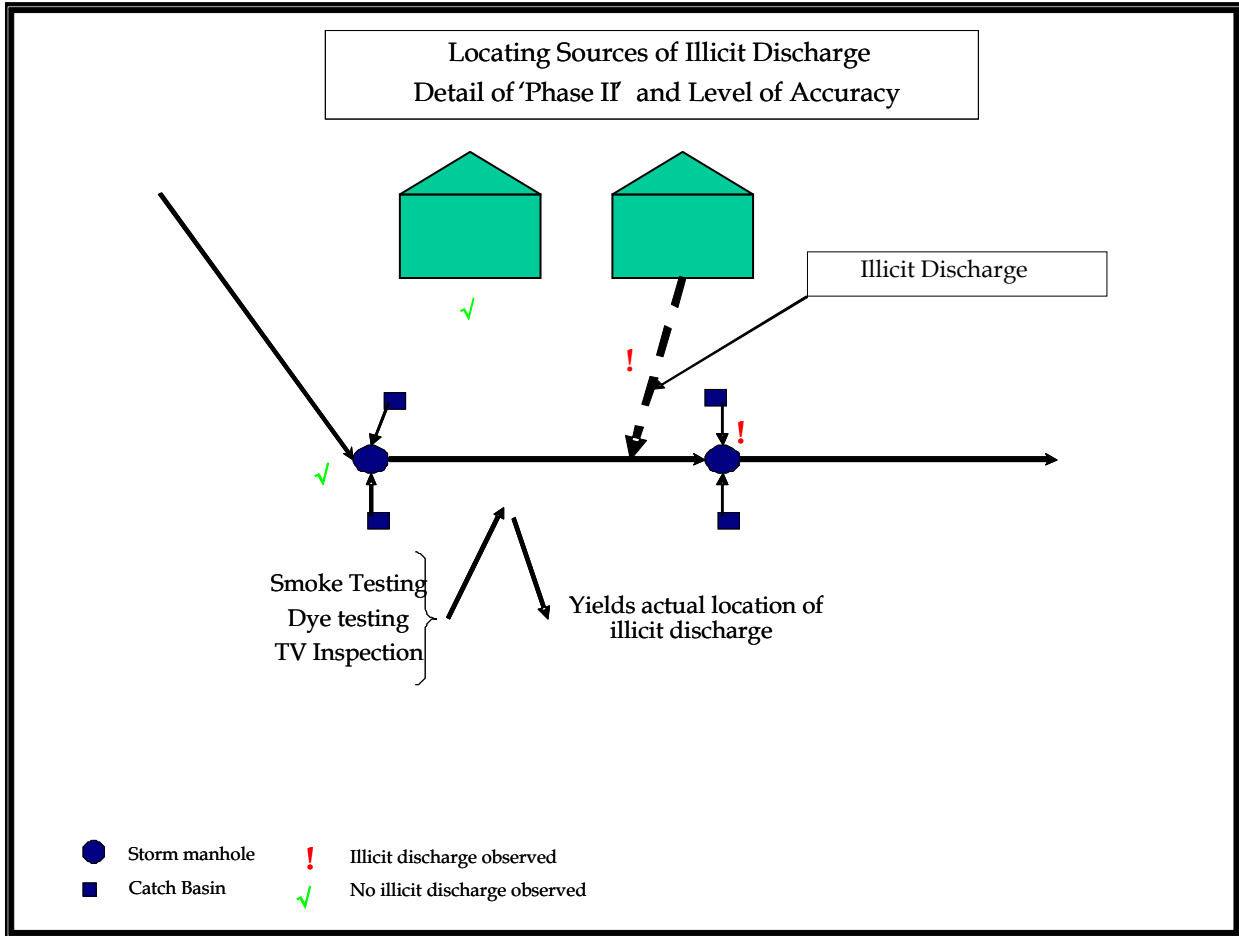 Locating Sources of Illicit Discharge
Detail of ‘Phase II’ and Level of Accuracy
Illicit Discharge
!
√
!
√
Smoke Testing
Dye testing
TV Inspection
Yields actual location of
illicit discharge
Storm manhole
! Illicit discharge observed
Catch Basin
√ No illicit discharge observed